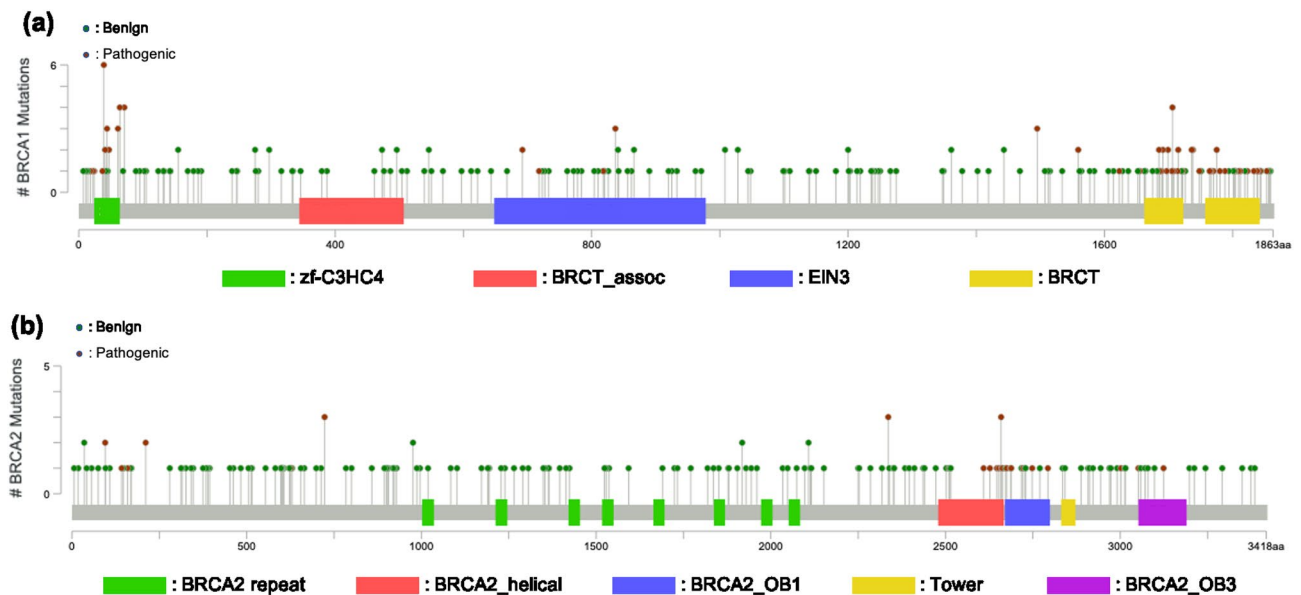 (a)
: Benign
: Pathogenic
# BRCA1 Mutations
6
0
0 400 800 1200 1600 1863aa
: zf-C3HC4 : BRCT_assoc : EIN3 : BRCT
(b)
: Benign
: Pathogenic
# BRCA2 Mutations
5
0
0 500 1000 1500 2000 2500 3000 3418aa
: BRCA2 repeat : BRCA2_helical : BRCA2_OB1 : Tower : BRCA2_OB3